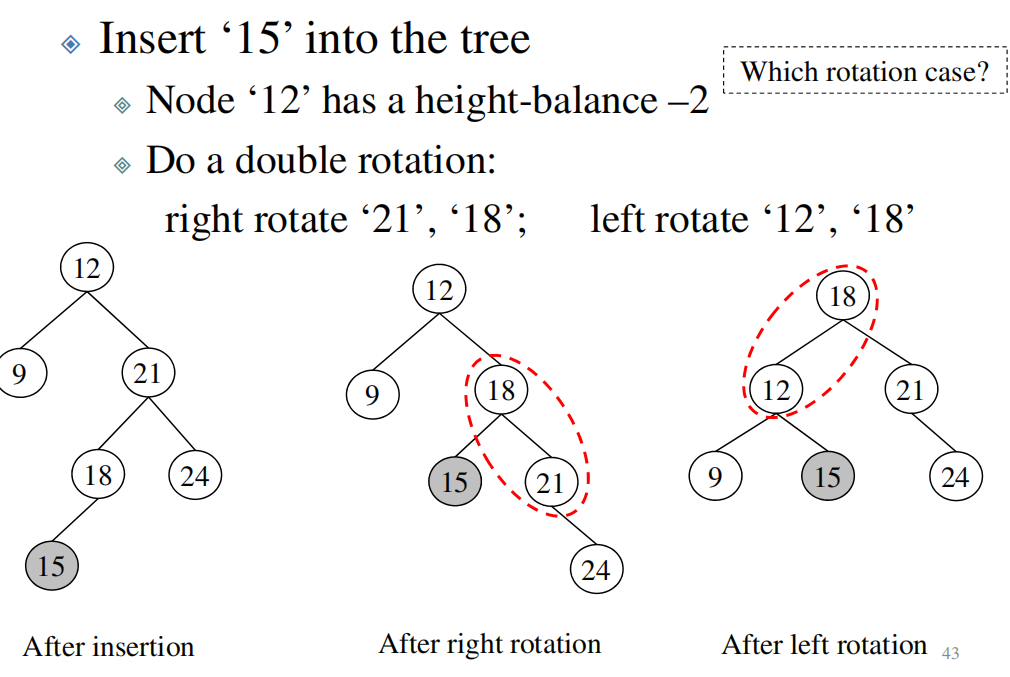 Insert ‘15’ into the tree
Which rotation case?
Node ‘12’ has a height-balance –2
Do a double rotation:
right rotate ‘21’, ‘18’; left rotate ‘12’, ‘18’
12
9 21
18 24
15
After insertion
12
9 18
15 21
24
After right rotation
18
12 21
9 15 24
After left rotation
43